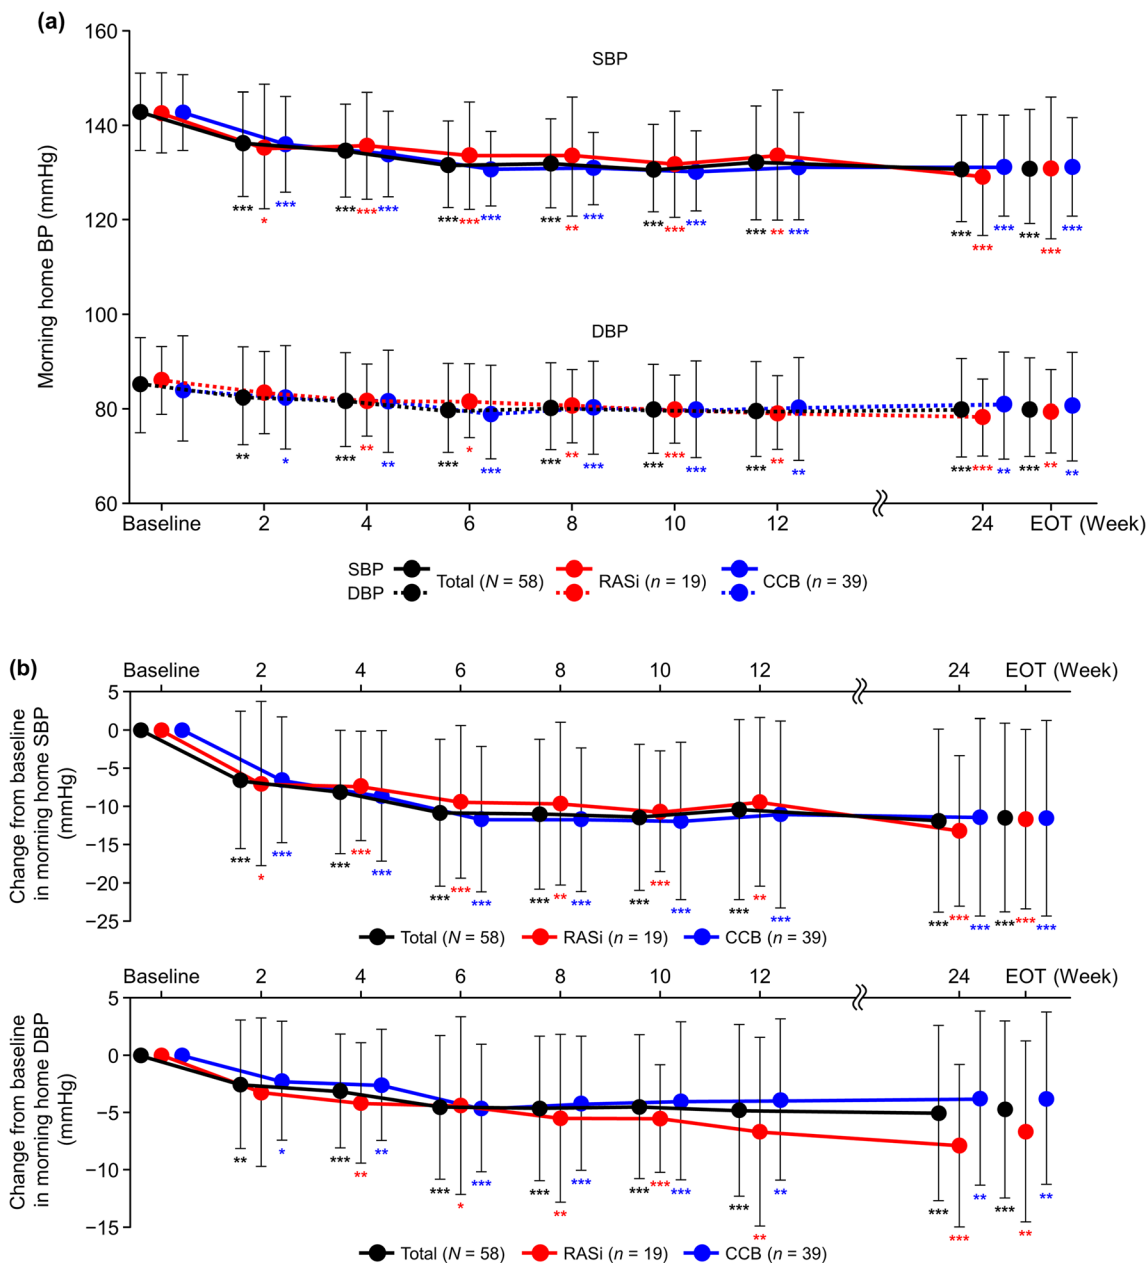 (a)
160
140
120
100
80
60
Morning home BP (mmHg)
SBP
*** * ***
*** *** ***
*** *** ***
*** ** ***
*** *** ***
*** ** ***
*** *** ***
*** *** ***
DBP
** *
*** ** **
*** * ***
*** ** ***
*** *** ***
*** ** **
*** *** **
*** ** **
Baseline 2 4 6 8 10 12 24 EOT (Week)
SBP
DBP
Total (N = 58) RASi (n = 19) CCB (n = 39)
(b)
Baseline 2 4 6 8 10 12 24 EOT (Week)
5
0
−5
−10
−15
−20
−25
Change from baseline
in morning home SBP
(mmHg)
*** * ***
*** *** ***
*** *** ***
*** ** ***
*** *** ***
*** ** ***
*** *** ***
*** *** ***
Total (N = 58) RASi (n = 19) CCB (n = 39)
Baseline 2 4 6 8 10 12 24 EOT (Week)
5
0
−5
−10
−15
Change from baseline
in morning home DBP
(mmHg)
** *
*** ** **
*** * ***
*** ** ***
*** *** ***
*** ** **
*** *** **
*** ** **
Total (N = 58) RASi (n = 19) CCB (n = 39)